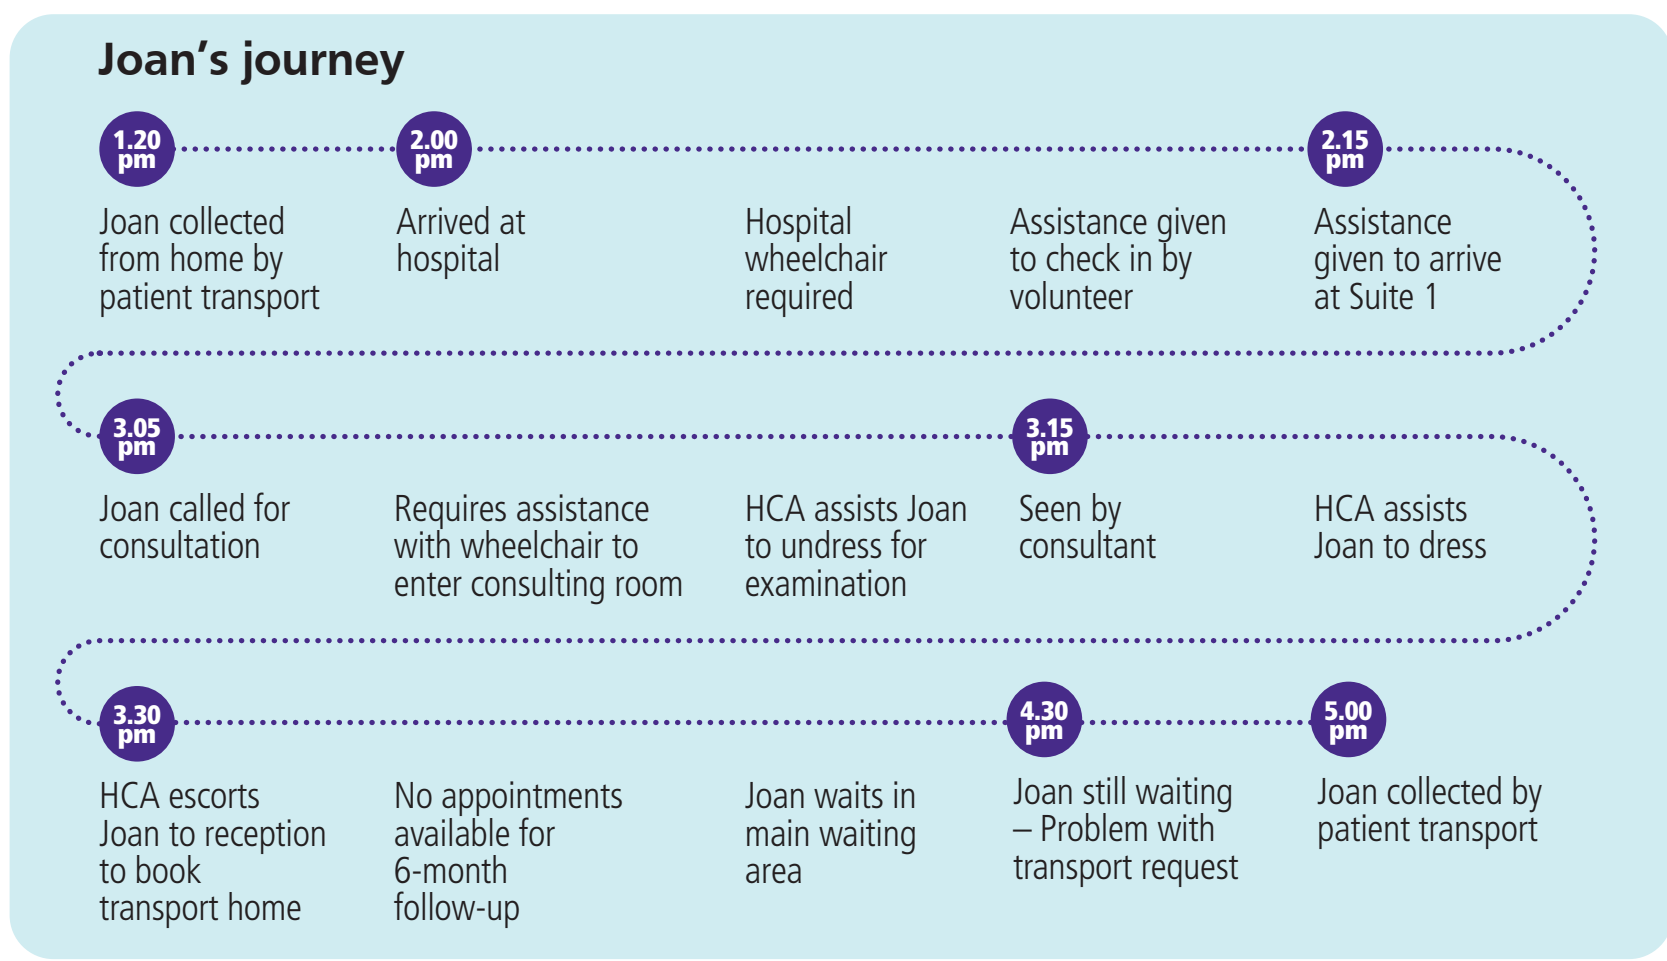 Joan's journey
1.20
pm
Joan collected
from home by
patient transport
2.00
pm
Arrived at
hospital
Hospital
wheelchair
required
Assistance given
to check in by
volunteer
2.15
pm
Assistance
given to arrive
at Suite 1
3.05
pm
Joan called for
consultation
Requires assistance
with wheelchair to
enter consulting room
HCA assists Joan
to undress for
examination
3.15
pm
Seen by
consultant
HCA assists
Joan to dress
3.30
pm
HCA escorts
Joan to reception
to book
transport home
No appointments
available for
6-month
follow-up
Joan waits in
main waiting
area
4.30
pm
Joan still waiting
– Problem with
transport request
5.00
pm
Joan collected by
patient transport